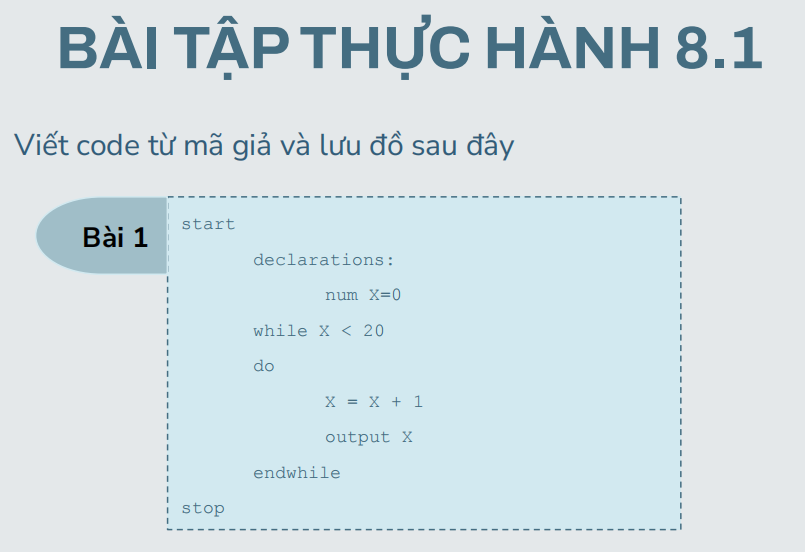 BÀI TẬP THỰC HÀNH 8.1
Viết code từ mã giả và lưu đồ sau đây
Bài 1
start
declarations:
num X=0
while X < 20
do
X = X + 1
output X
endwhile
stop